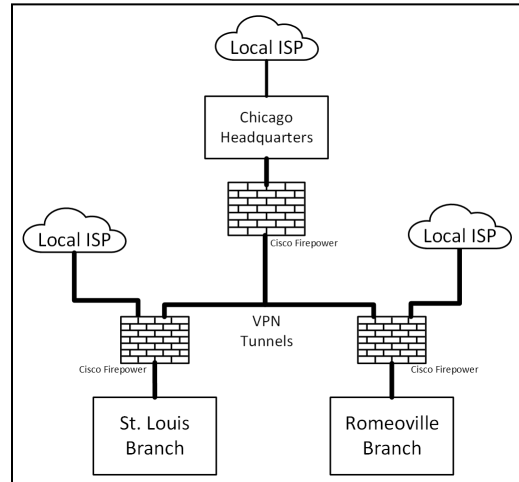 Local ISP
Chicago
Headquarters
Cisco Firepower
Local ISP
Local ISP
VPN
Tunnels
Cisco Firepower
Cisco Firepower
St. Louis
Branch
Romeoville
Branch